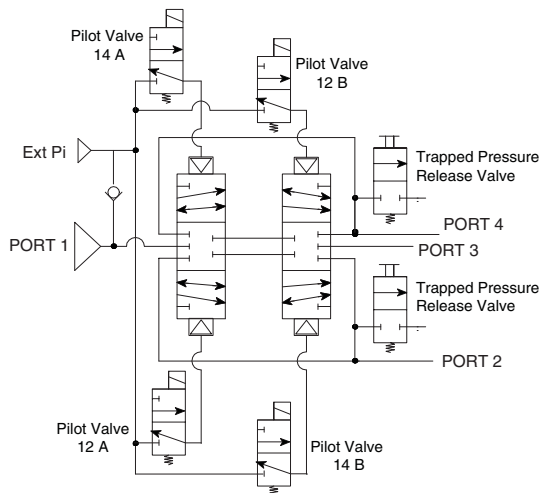 Pilot Valve
14 A
Pilot Valve
12 B
Ext Pi
Trapped Pressure
Release Valve
PORT 4
PORT 1
PORT 3
Trapped Pressure
Release Valve
PORT 2
Pilot Valve
12 A
Pilot Valve
14 B